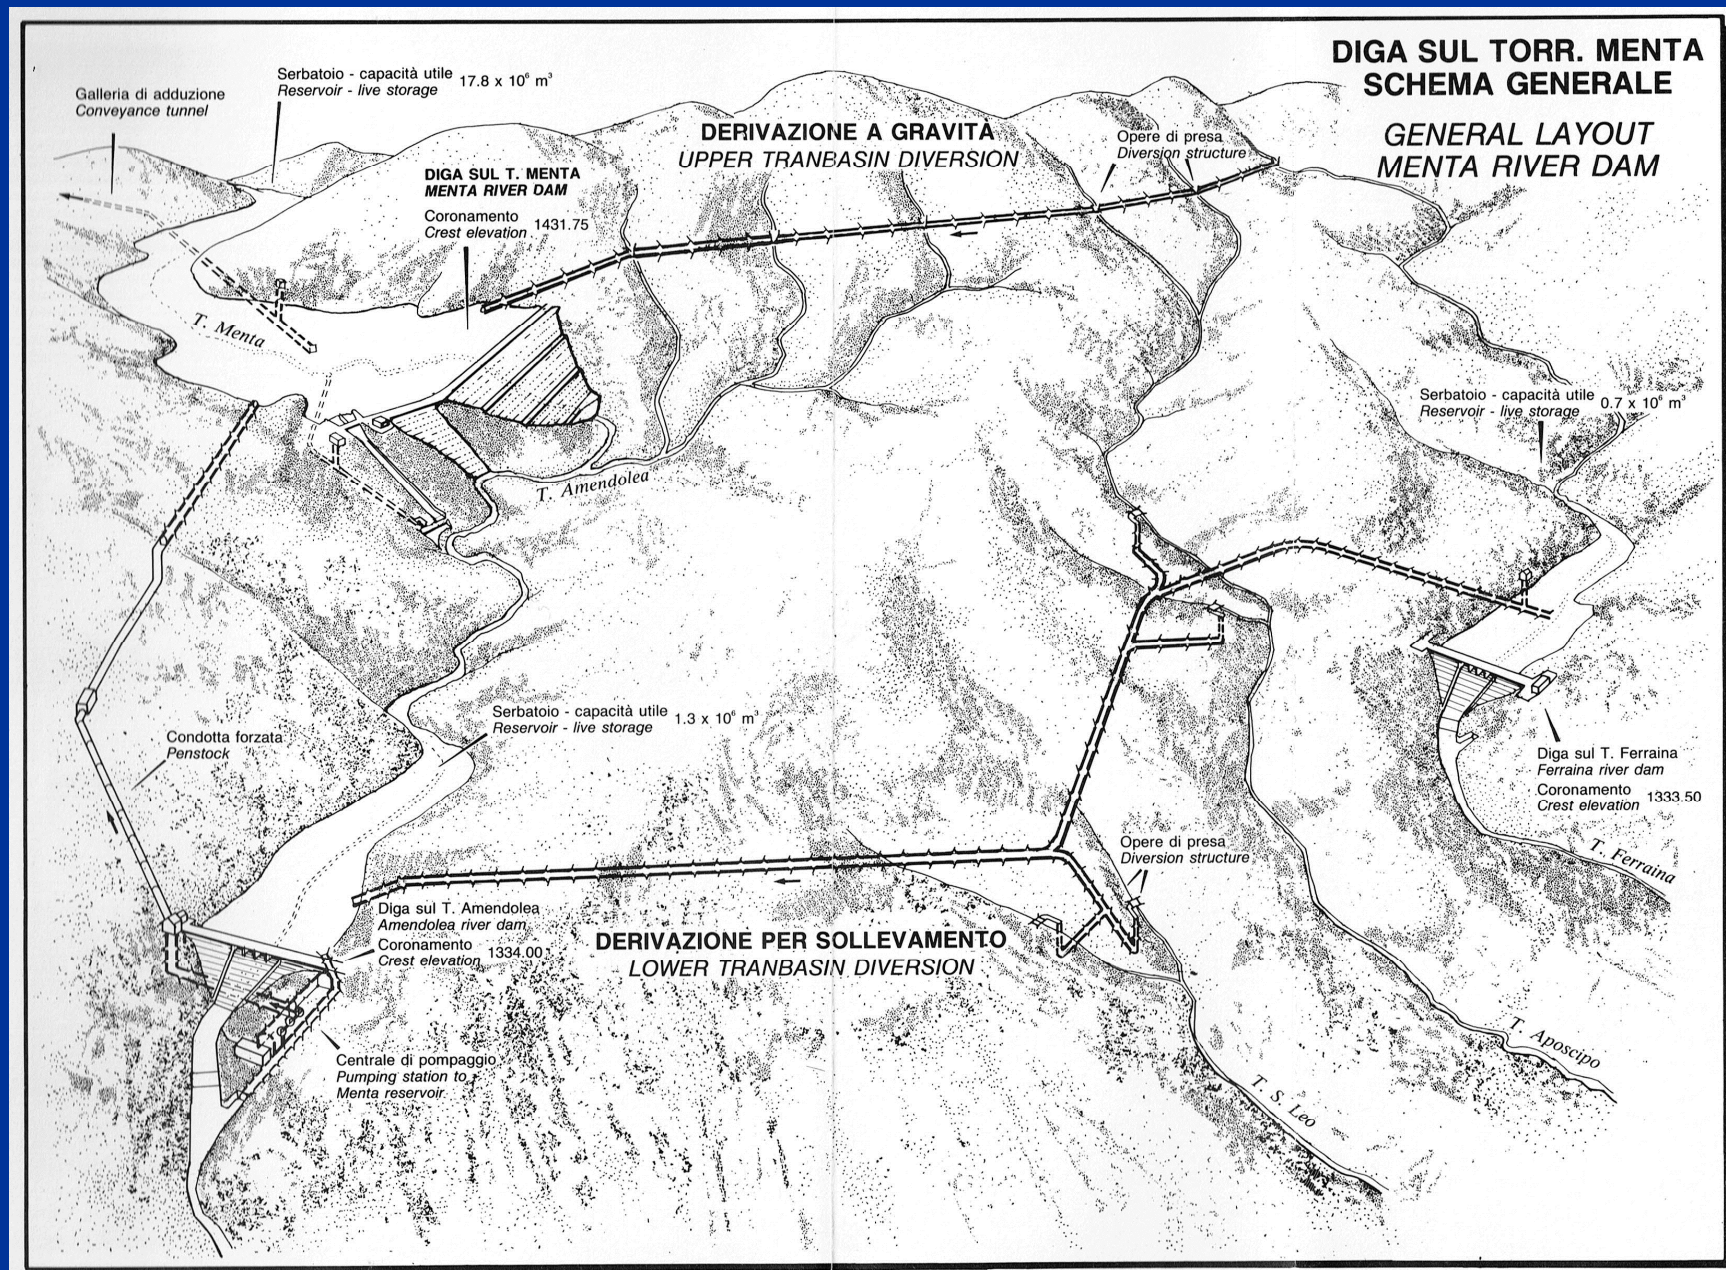 DIGA SUL TORR. MENTA
SCHEMA GENERALE
GENERAL LAYOUT
MENTA RIVER DAM
Serbatoio - capacità utile 17.8 x 10⁶ m³
Reservoir - live storage
Galleria di adduzione
Conveyance tunnel
DERIVAZIONE A GRAVITÀ
UPPER TRANBASIN DIVERSION
Opere di presa
Diversion structure
DIGA SUL T. MENTA
MENTA RIVER DAM
Coronamento
Crest elevation 1431.75
T. Menta
T. Amendolea
Serbatoio - capacità utile 0.7 x 10⁶ m³
Reservoir - live storage
Serbatoio - capacità utile 1.3 x 10⁶ m³
Reservoir - live storage
Condotta forzata
Penstock
Diga sul T. Ferraina
Ferraina river dam
Coronamento
Crest elevation 1333.50
T. Ferraina
Opere di presa
Diversion structure
Diga sul T. Amendolea
Amendolea river dam
Coronamento
Crest elevation 1334.00
DERIVAZIONE PER SOLLEVAMENTO
LOWER TRANBASIN DIVERSION
T. Aposcipo
Centrale di pompaggio
Pumping station to
Menta reservoir
T. S. Leo